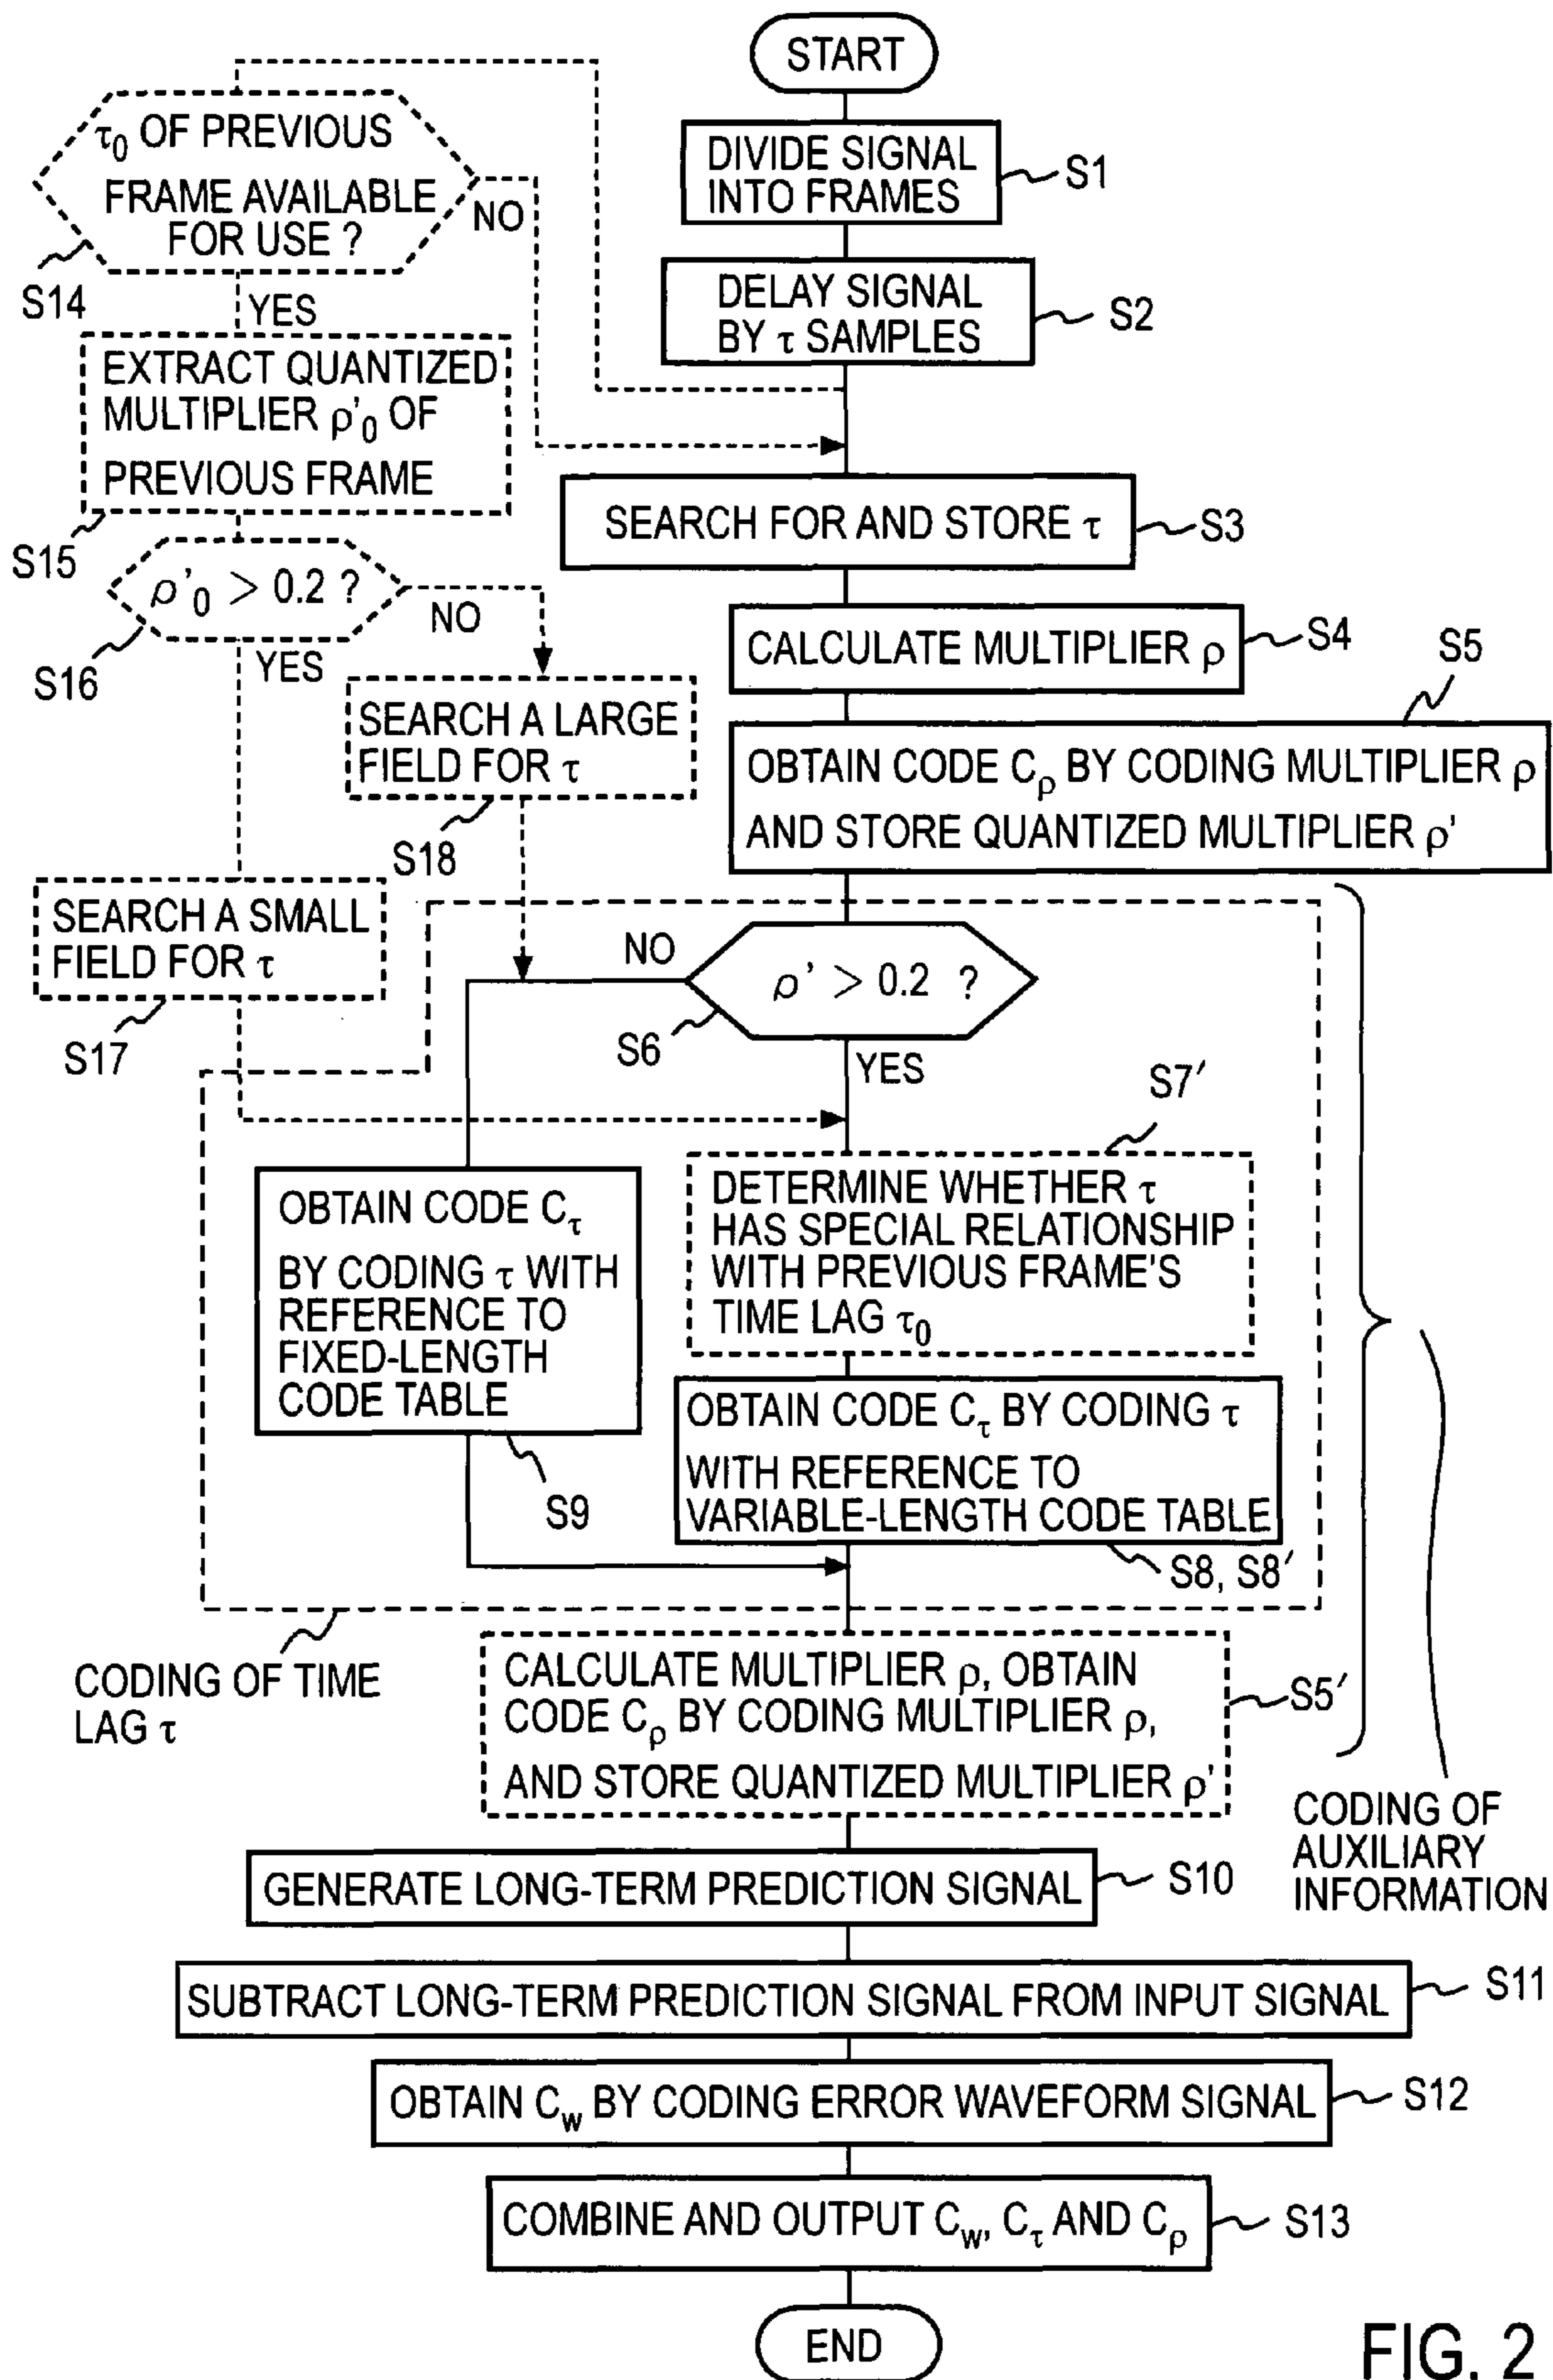 START
DIVIDE SIGNAL
INTO FRAMES
S1
DELAY SIGNAL
BY τ SAMPLES
S2
τ0 OF PREVIOUS
FRAME AVAILABLE
FOR USE ?
NO
S14
YES
EXTRACT QUANTIZED
MULTIPLIER ρ'0 OF
PREVIOUS FRAME
S15
ρ'0 > 0.2 ?
NO
S16
YES
SEARCH A LARGE
FIELD FOR τ
S18
SEARCH A SMALL
FIELD FOR τ
S17
SEARCH FOR AND STORE τ
S3
CALCULATE MULTIPLIER ρ
S4
S5
OBTAIN CODE Cρ BY CODING MULTIPLIER ρ
AND STORE QUANTIZED MULTIPLIER ρ'
NO
ρ' > 0.2 ?
S6
YES
S7'
DETERMINE WHETHER τ
HAS SPECIAL RELATIONSHIP
WITH PREVIOUS FRAME'S
TIME LAG τ0
OBTAIN CODE Cτ
BY CODING τ WITH
REFERENCE TO
FIXED-LENGTH
CODE TABLE
S9
OBTAIN CODE Cτ BY CODING τ
WITH REFERENCE TO
VARIABLE-LENGTH CODE TABLE
S8, S8'
CODING OF TIME
LAG τ
CALCULATE MULTIPLIER ρ, OBTAIN
CODE Cρ BY CODING MULTIPLIER ρ,
AND STORE QUANTIZED MULTIPLIER ρ'
S5'
CODING OF
AUXILIARY
INFORMATION
GENERATE LONG-TERM PREDICTION SIGNAL
S10
SUBTRACT LONG-TERM PREDICTION SIGNAL FROM INPUT SIGNAL
S11
OBTAIN Cw BY CODING ERROR WAVEFORM SIGNAL
S12
COMBINE AND OUTPUT Cw, Cτ AND Cρ
S13
END
FIG. 2